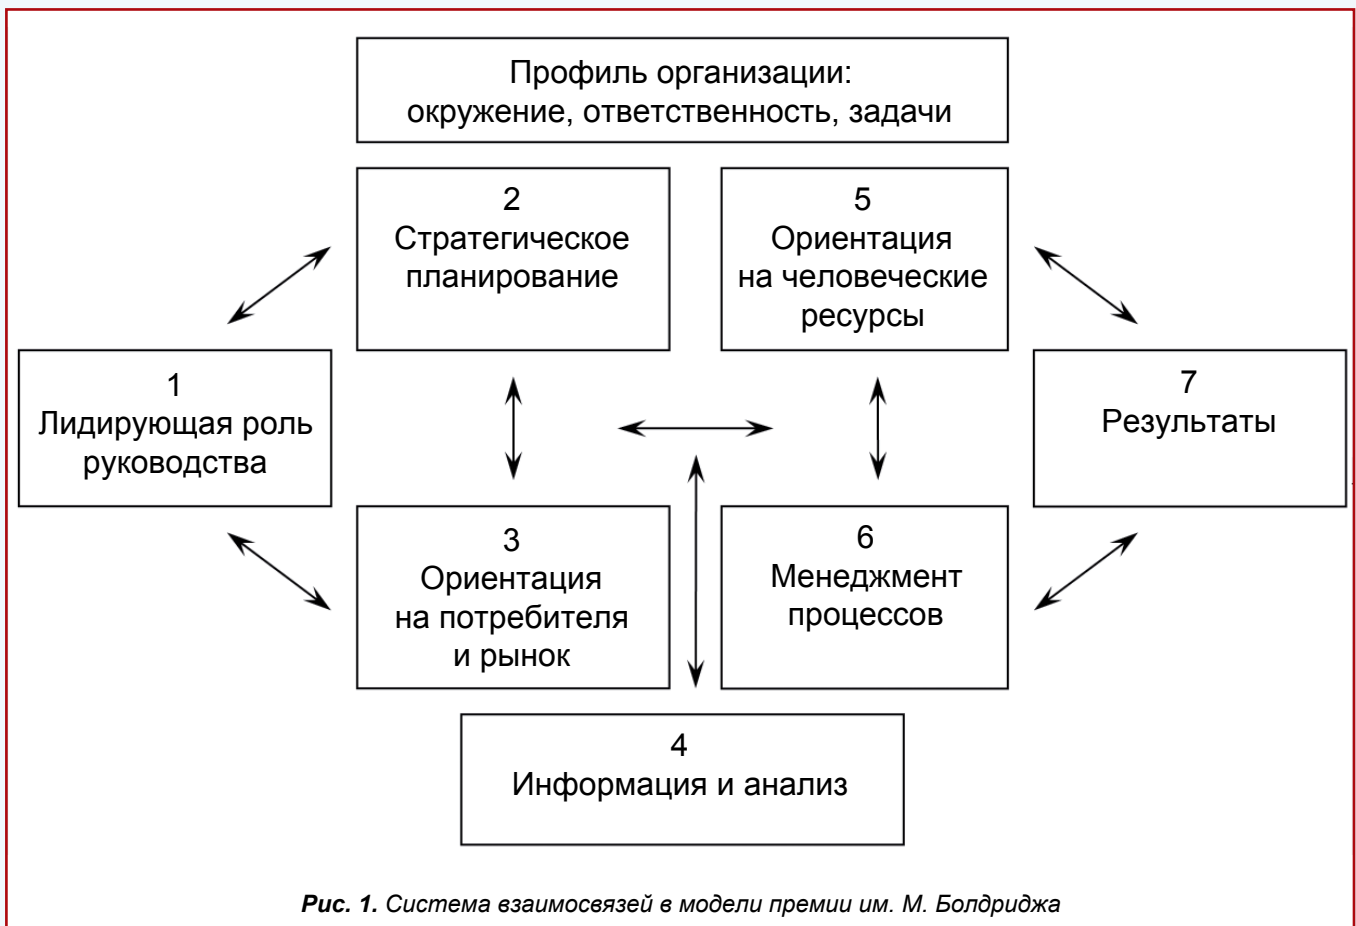 Профиль организации:
окружение, ответственность, задачи
2
Стратегическое
планирование
5
Ориентация
на человеческие
ресурсы
1
Лидирующая роль
руководства
7
Результаты
3
Ориентация
на потребителя
и рынок
6
Менеджмент
процессов
4
Информация и анализ
Рис. 1. Система взаимосвязей в модели премии им. М. Болдриджа